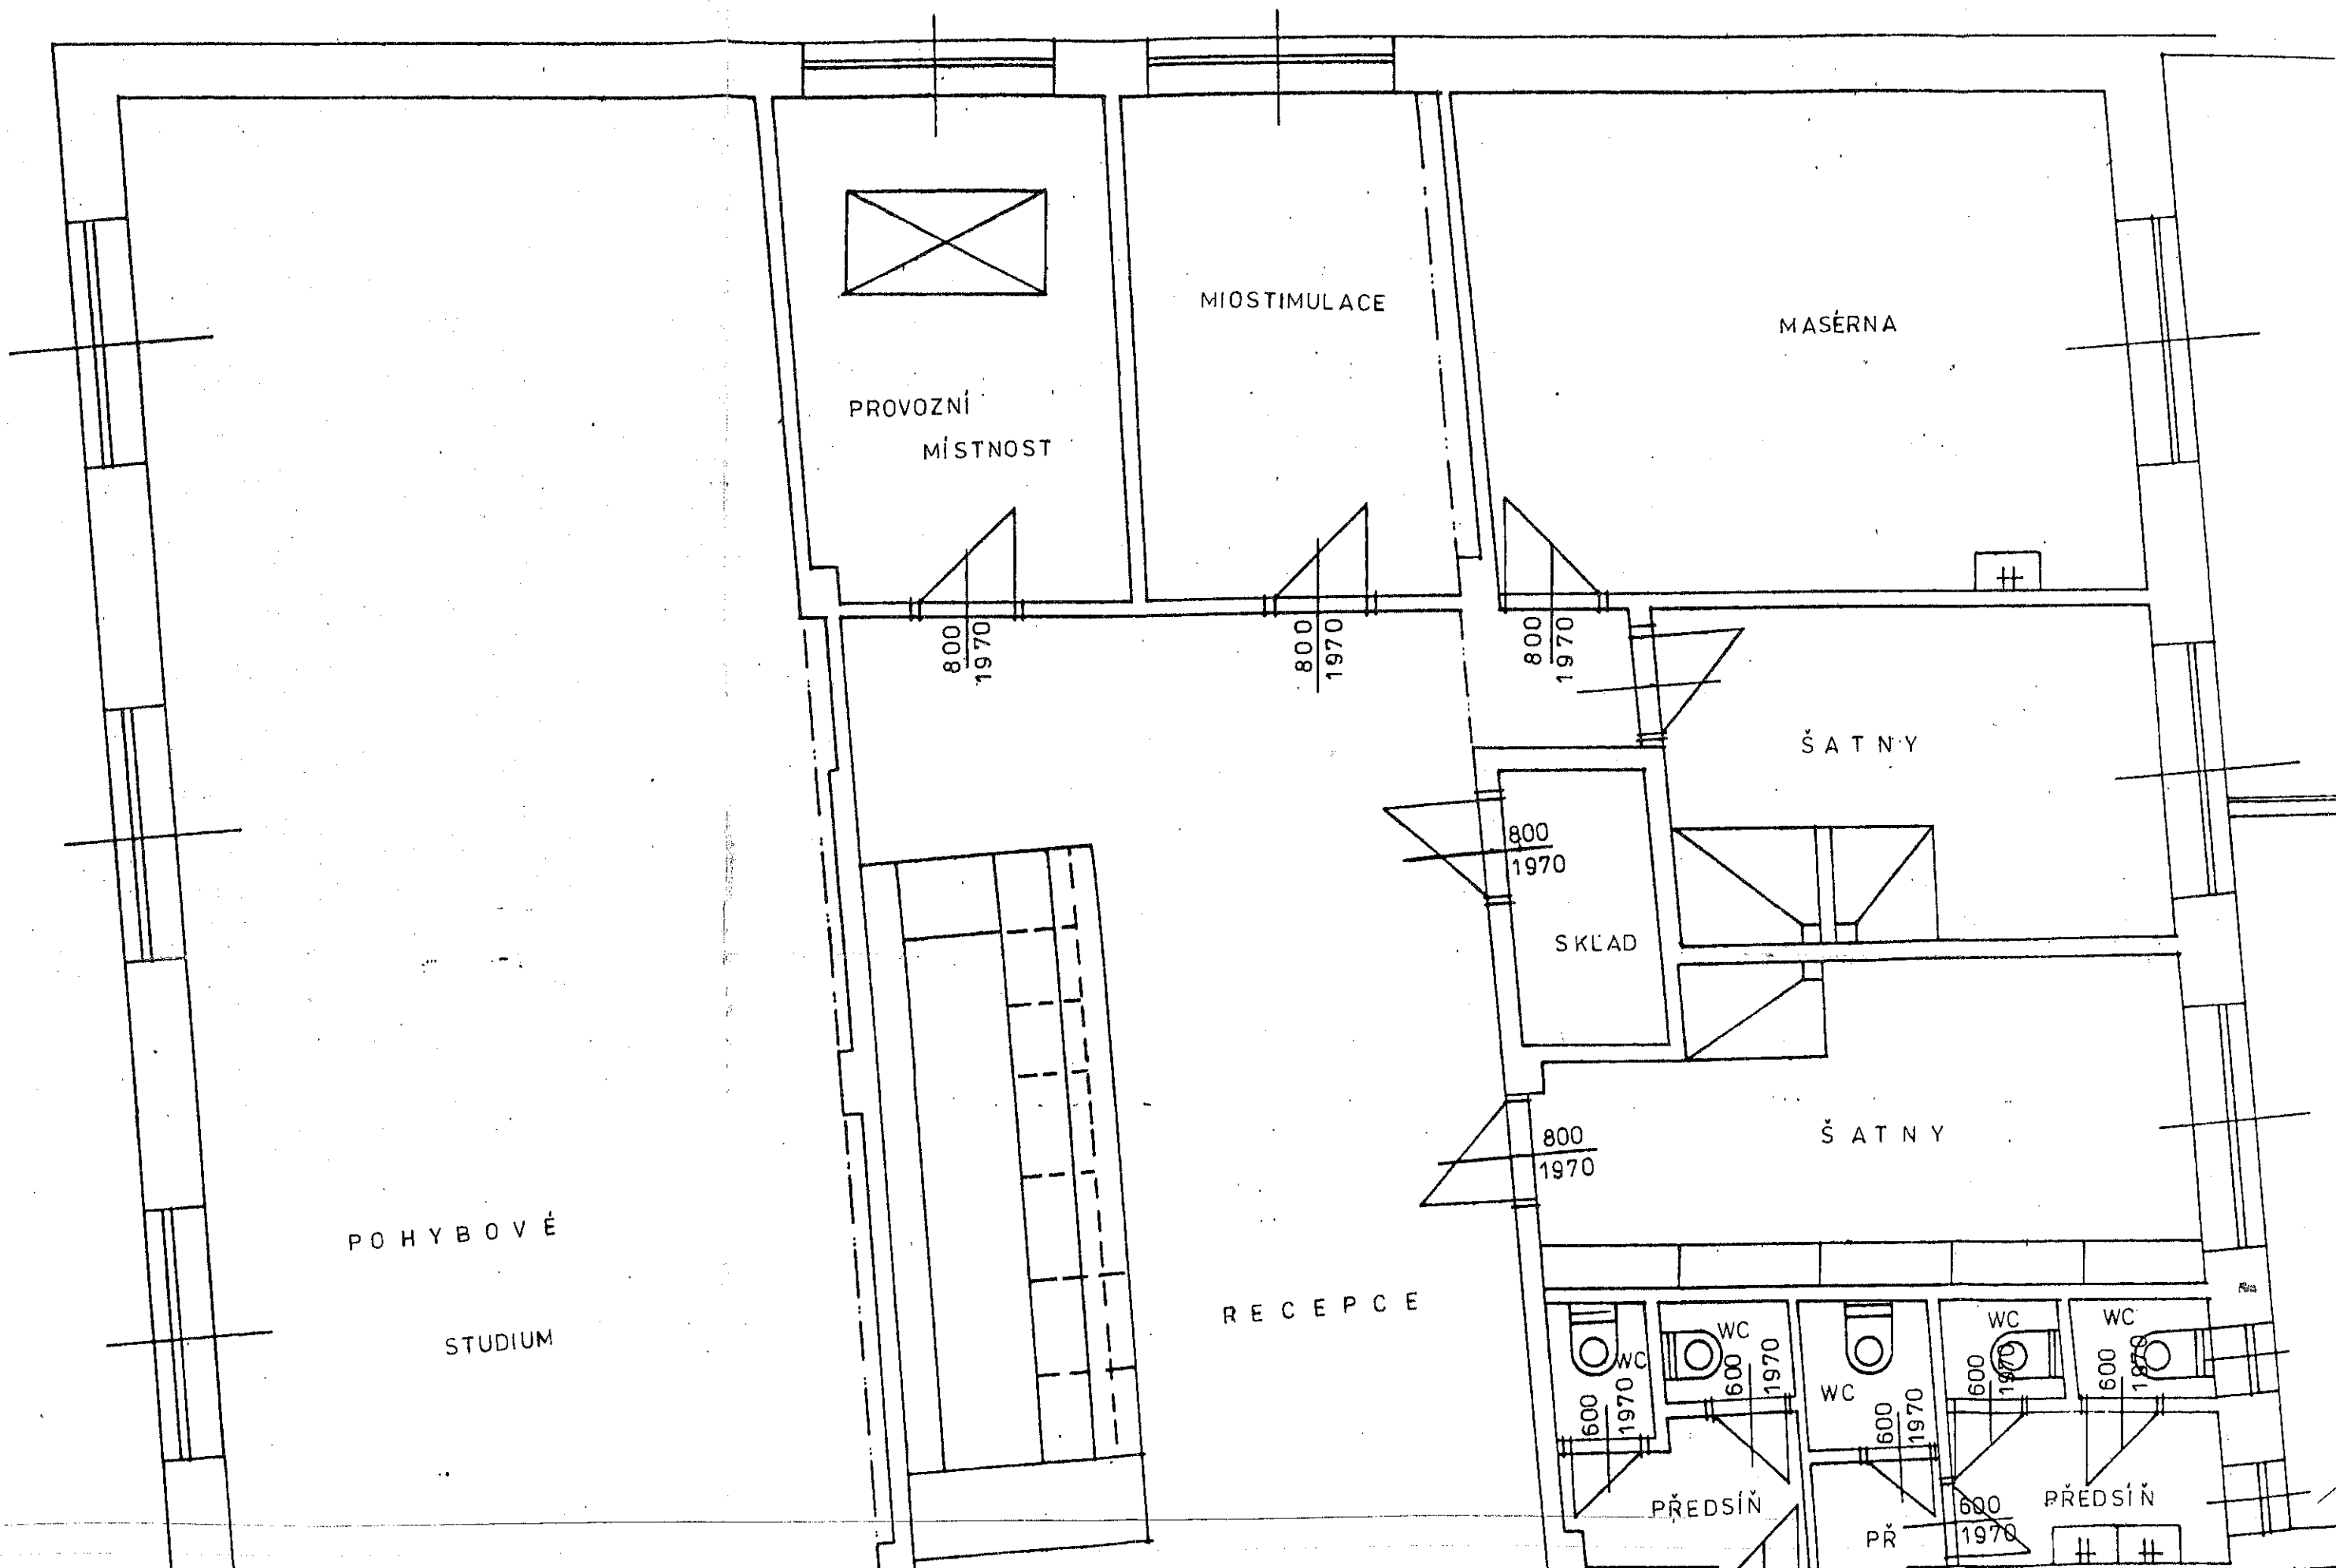 MIOSTIMULACE
MASÉRNA
PROVOZNÍ
MÍSTNOST
800
1970
800
1970
800
1970
ŠATNY
800
1970
SKLAD
800
1970
ŠATNY
POHYBOVÉ
STUDIUM
RECEPCE
WC
WC
WC
WC
WC
600
1970
600
1970
600
1970
600
1970
600
1970
PŘEDSÍŇ
PŘ
600
1970
PŘEDSÍŇ